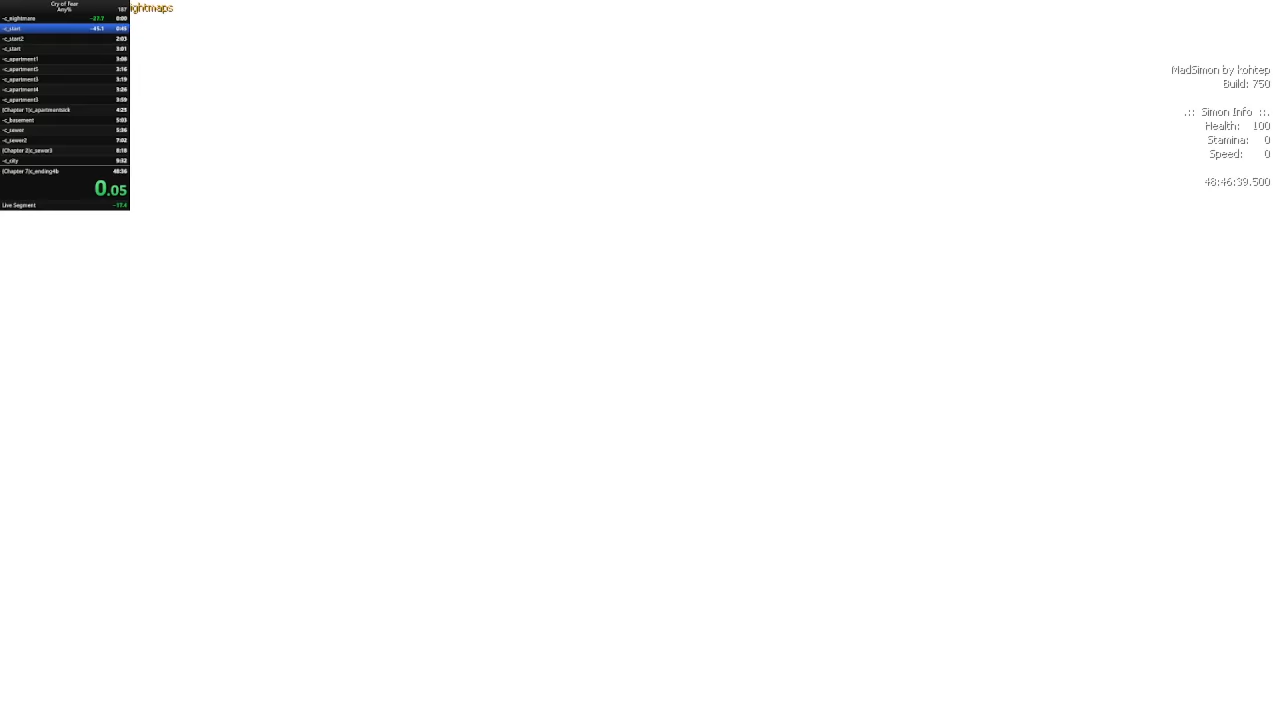 Cry of Fear
Any%
187
ightmaps
-c_nightmare -27.7 0:00
-c_start -45.1 0:45
-c_start2 2:03
-c_start 3:01
-c_apartment1 3:08
-c_apartment5 3:16
-c_apartment3 3:19
-c_apartment4 3:26
-c_apartment3 3:59
(Chapter 1)c_apartmentsick 4:25
-c_basement 5:03
-c_sewer 5:36
-c_sewer2 7:02
(Chapter 2)c_sewer3 8:18
-c_city 9:32
(Chapter 7)c_ending4b 48:36
0.05
Live Segment -17.4
MadSimon by kohtep
Build: 750
.:: Simon Info ::.
Health: 100
Stamina: 0
Speed: 0
48:46:39.500